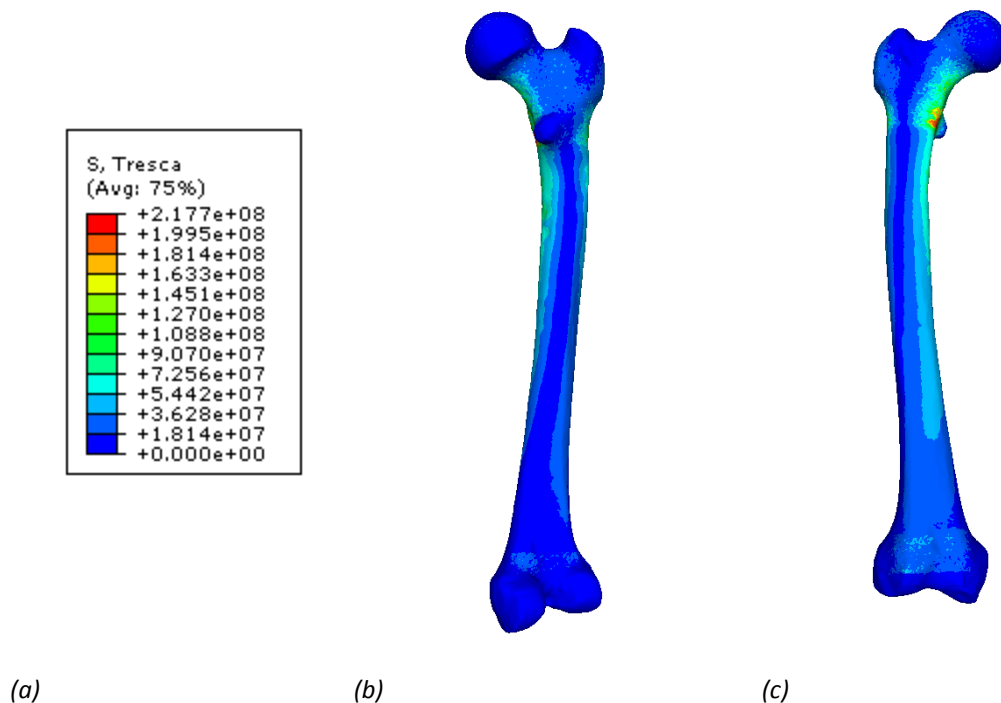 S, Tresca
(Avg: 75%)
+2.177e+08
+1.995e+08
+1.814e+08
+1.633e+08
+1.451e+08
+1.270e+08
+1.088e+08
+9.070e+07
+7.256e+07
+5.442e+07
+3.628e+07
+1.814e+07
+0.000e+00
(a) (b) (c)